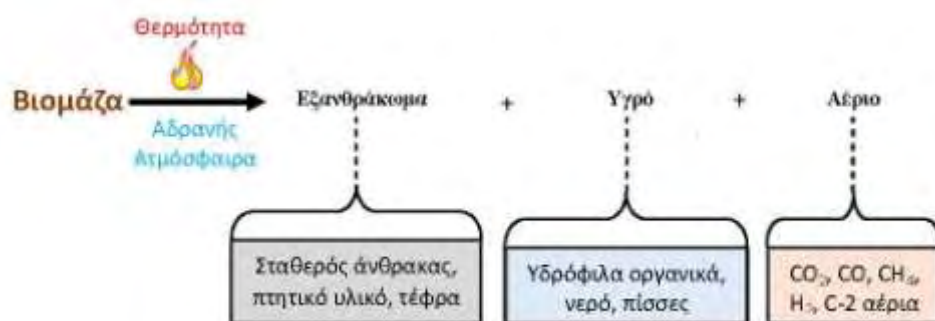 Θερμότητα
Βιομάζα
Αδρανής
Ατμόσφαιρα
Εξανθράκωμα + Υγρό + Αέριο
Σταθερός άνθρακας,
πτητικό υλικό, τέφρα
Υδρόφιλα οργανικά,
νερό, πίσσες
CO₂, CO, CH₄,
H₂, C-2 αέρια